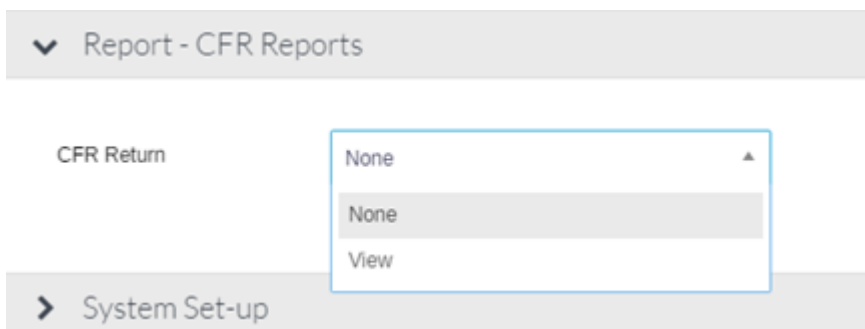 Report - CFR Reports
CFR Return
None
None
View
System Set-up